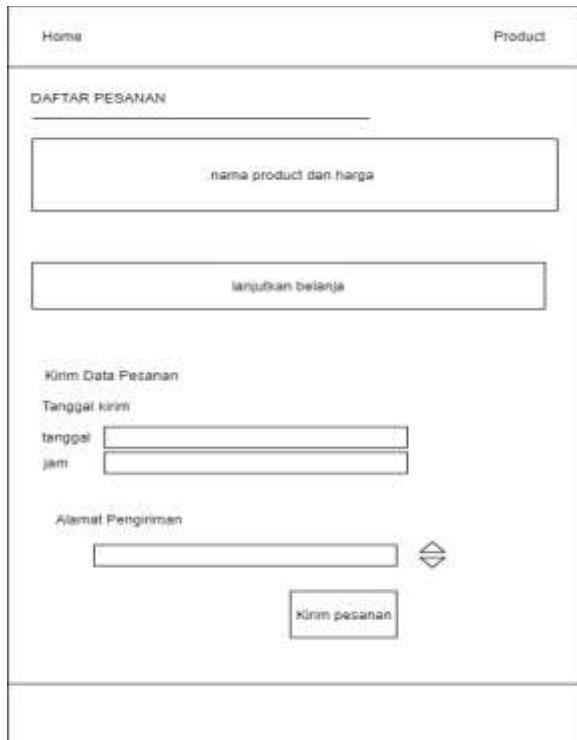 Home Product
DAFTAR PESANAN
nama product dan harga
lanjutkan belanja
Kirim Data Pesanan
Tanggal kirim
tanggal
jam
Alamat Pengiriman
Kirim pesanan